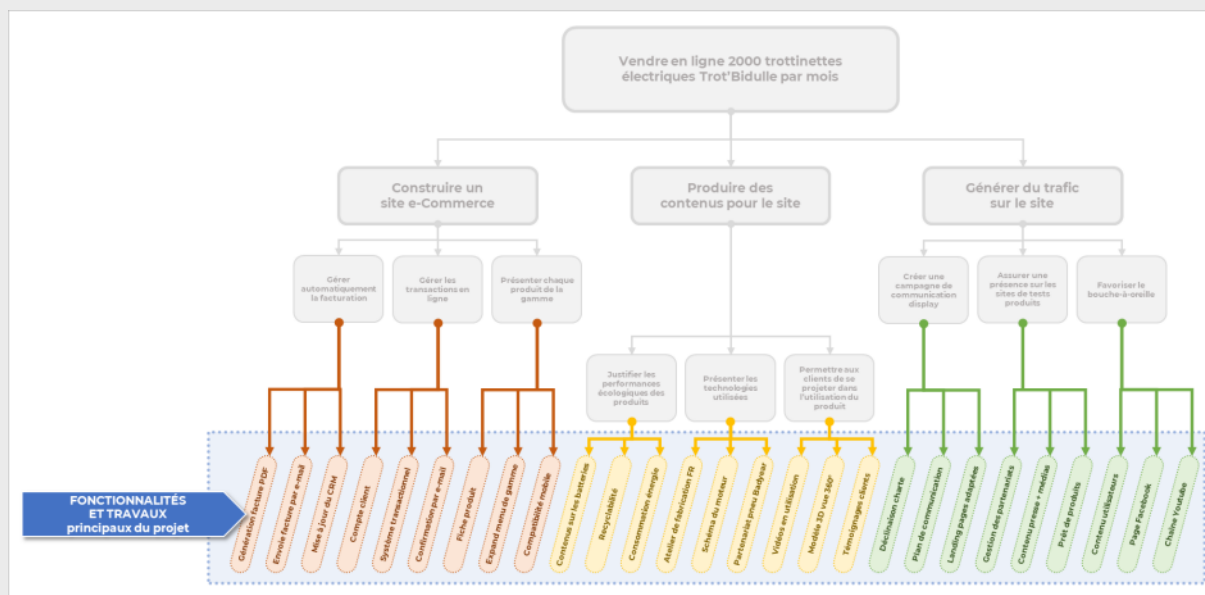 Vendre en ligne 2000 trottinettes
électriques Trot'Bidulle par mois
Construire un
site e-Commerce
Produire des
contenus pour le site
Générer du trafic
sur le site
Gérer
automatiquement
la facturation
Gérer les
transactions en
ligne
Présenter chaque
produit de la
gamme
Créer une
campagne de
communication
display
Assurer une
présence sur les
sites de tests
produits
Favoriser le
bouche-à-oreille
Justifier les
performances
écologiques des
produits
Présenter les
technologies
utilisées
Permettre aux
clients de se
projeter dans
l'utilisation du
produit
FONCTIONNALITÉS
ET TRAVAUX
principaux du projet
Génération facture PDF
Envoie facture par e-mail
Mise à jour du CRM
Compte client
Système transactionnel
Confirmation par e-mail
Fiche produit
Expand menu de gamme
Compatibilité mobile
Contenus sur les batteries
Recyclabilité
Consommation énergie
Atelier de fabrication FR
Schéma du moteur
Partenariat pneu Badyear
Vidéos en utilisation
Modèle 3D vue 360°
Témoignages clients
Déclinaison charte
Plan de communication
Landing pages adaptées
Gestion des partenariats
Contenu presse + médias
Prêt de produits
Contenu utilisateurs
Page Facebook
Chaîne Youtube